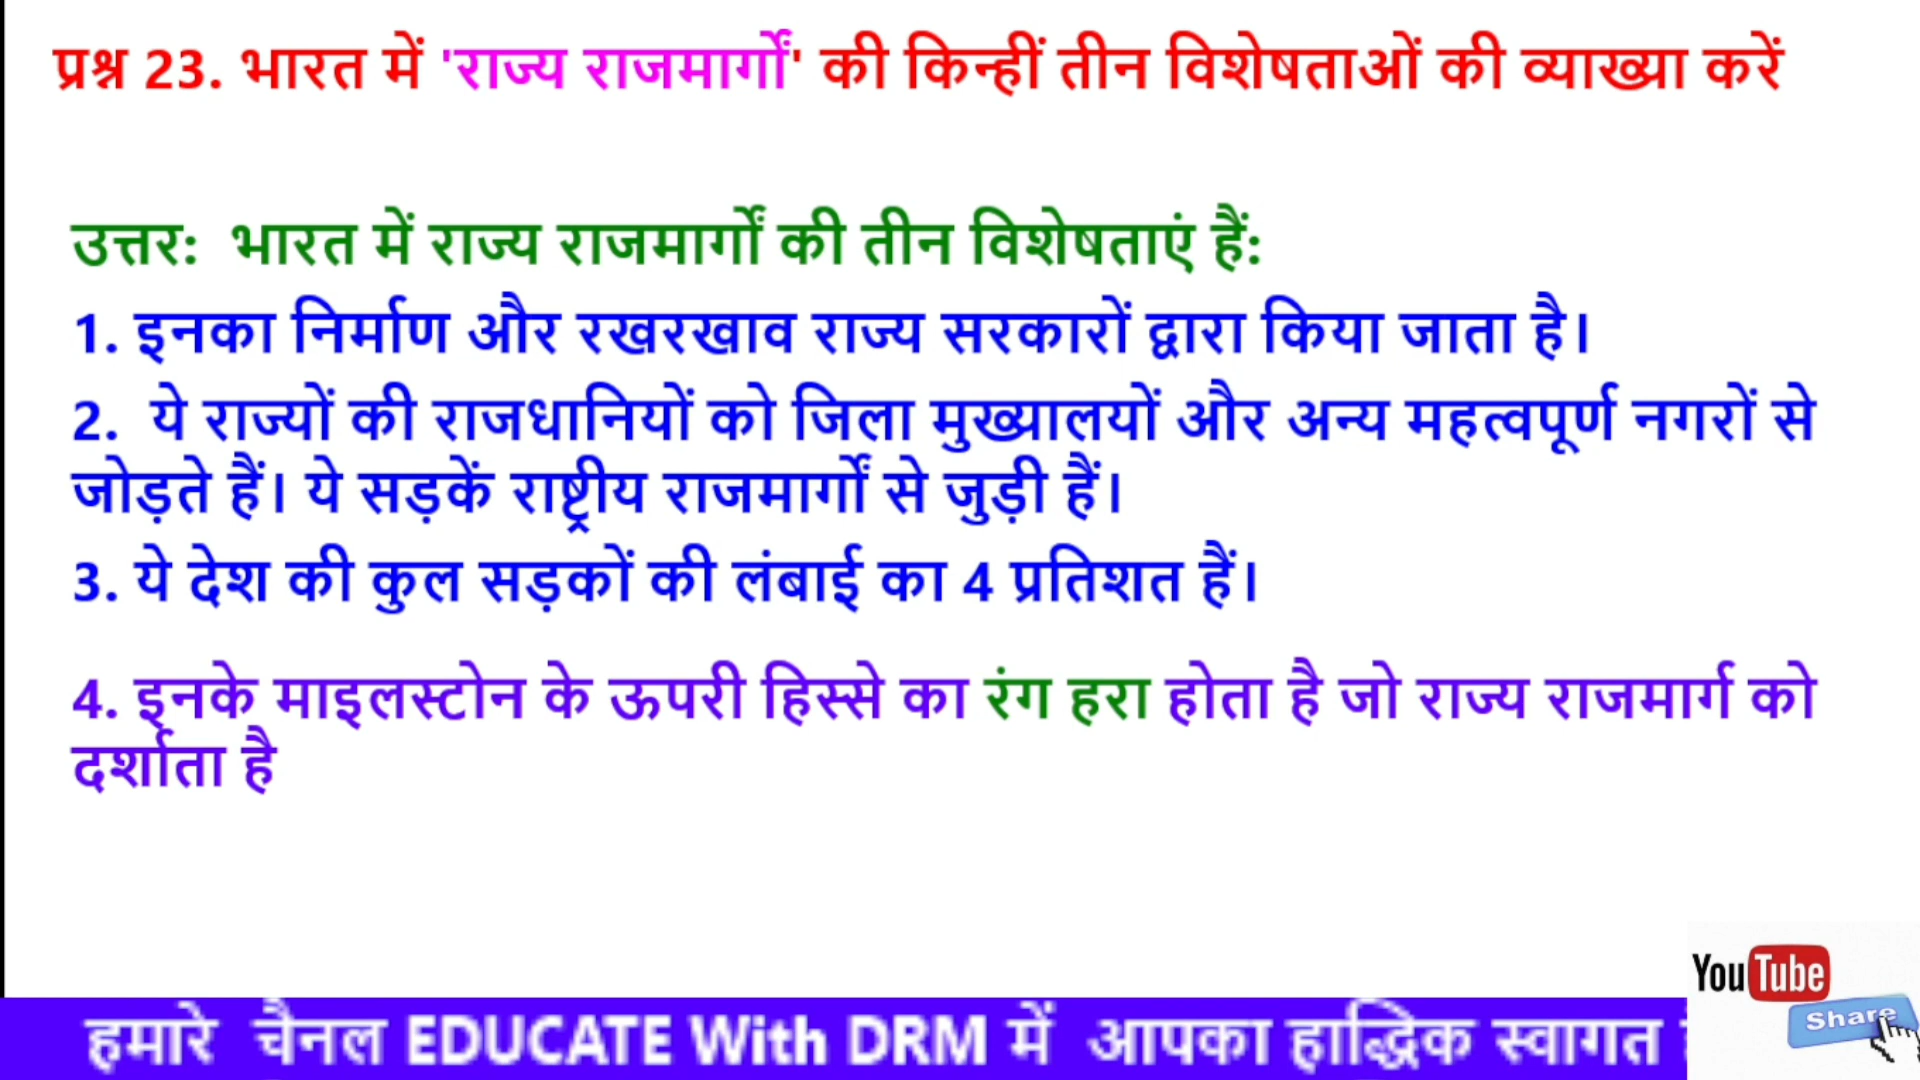 प्रश्न 23. भारत में 'राज्य राजमार्गों' की किन्हीं तीन विशेषताओं की व्याख्या करें
उत्तर: भारत में राज्य राजमार्गों की तीन विशेषताएं हैं:
1. इनका निर्माण और रखरखाव राज्य सरकारों द्वारा किया जाता है।
2. ये राज्यों की राजधानियों को जिला मुख्यालयों और अन्य महत्वपूर्ण नगरों से
जोड़ते हैं। ये सड़कें राष्ट्रीय राजमार्गों से जुड़ी हैं।
3. ये देश की कुल सड़कों की लंबाई का 4 प्रतिशत हैं।
4. इनके माइलस्टोन के ऊपरी हिस्से का रंग हरा होता है जो राज्य राजमार्ग को
दर्शाता है
YouTube
Share
हमारे चैनल EDUCATE With DRM में आपका हाद्धिक स्वागत